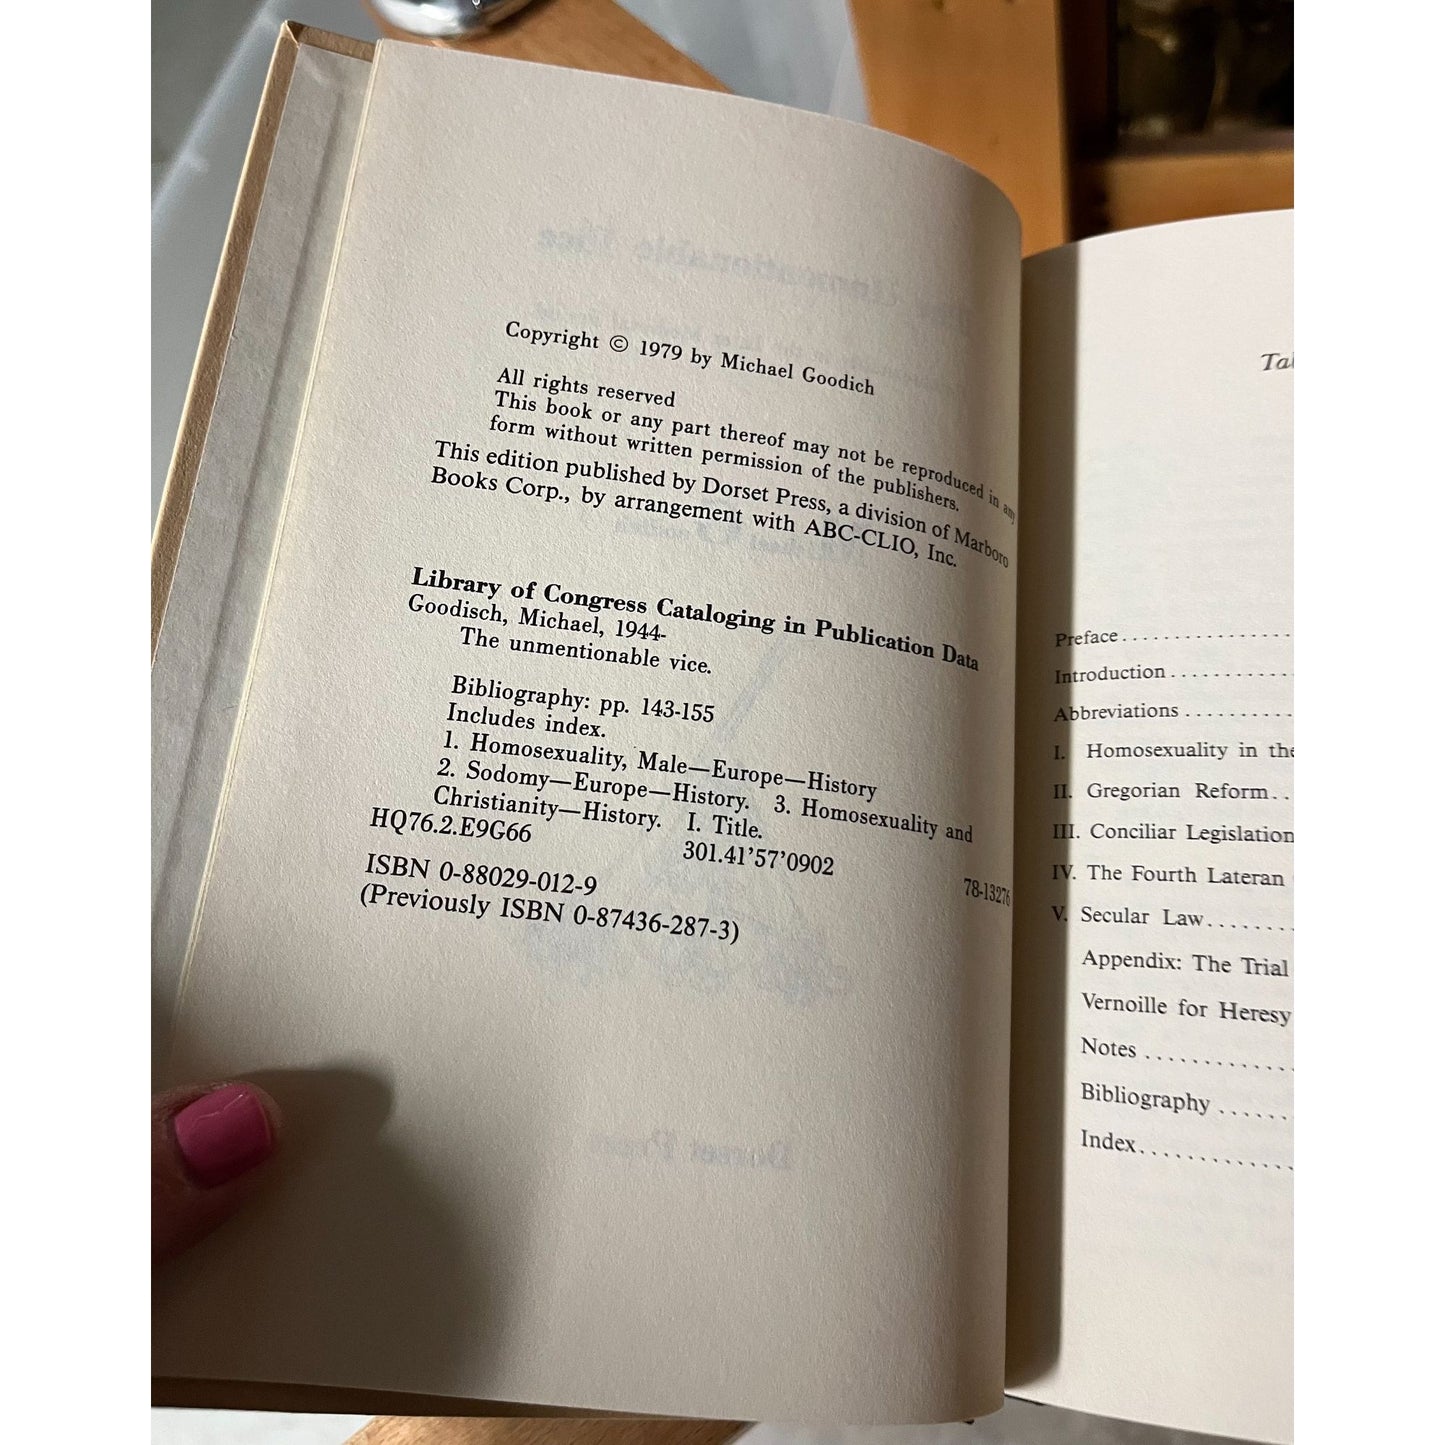 Copyright © 1979 by Michael Goodich
All rights reserved
This book or any part thereof may not be reproduced in any
form without written permission of the publishers.
This edition published by Dorset Press, a division of Marboro
Books Corp., by arrangement with ABC-CLIO, Inc.
Library of Congress Cataloging in Publication Data
Goodisch, Michael, 1944-
The unmentionable vice.
Bibliography: pp. 143-155
Includes index.
1. Homosexuality, Male—Europe—History
2. Sodomy—Europe—History. 3. Homosexuality and
Christianity—History. I. Title.
HQ76.2.E9G66 301.41'57'0902 78-13276
ISBN 0-88029-012-9
(Previously ISBN 0-87436-287-3)
Preface
Introduction
Abbreviations
I. Homosexuality in the
II. Gregorian Reform
III. Conciliar Legislation
IV. The Fourth Lateran
V. Secular Law
Appendix: The Trial
Vernoille for Heresy
Notes
Bibliography
Index